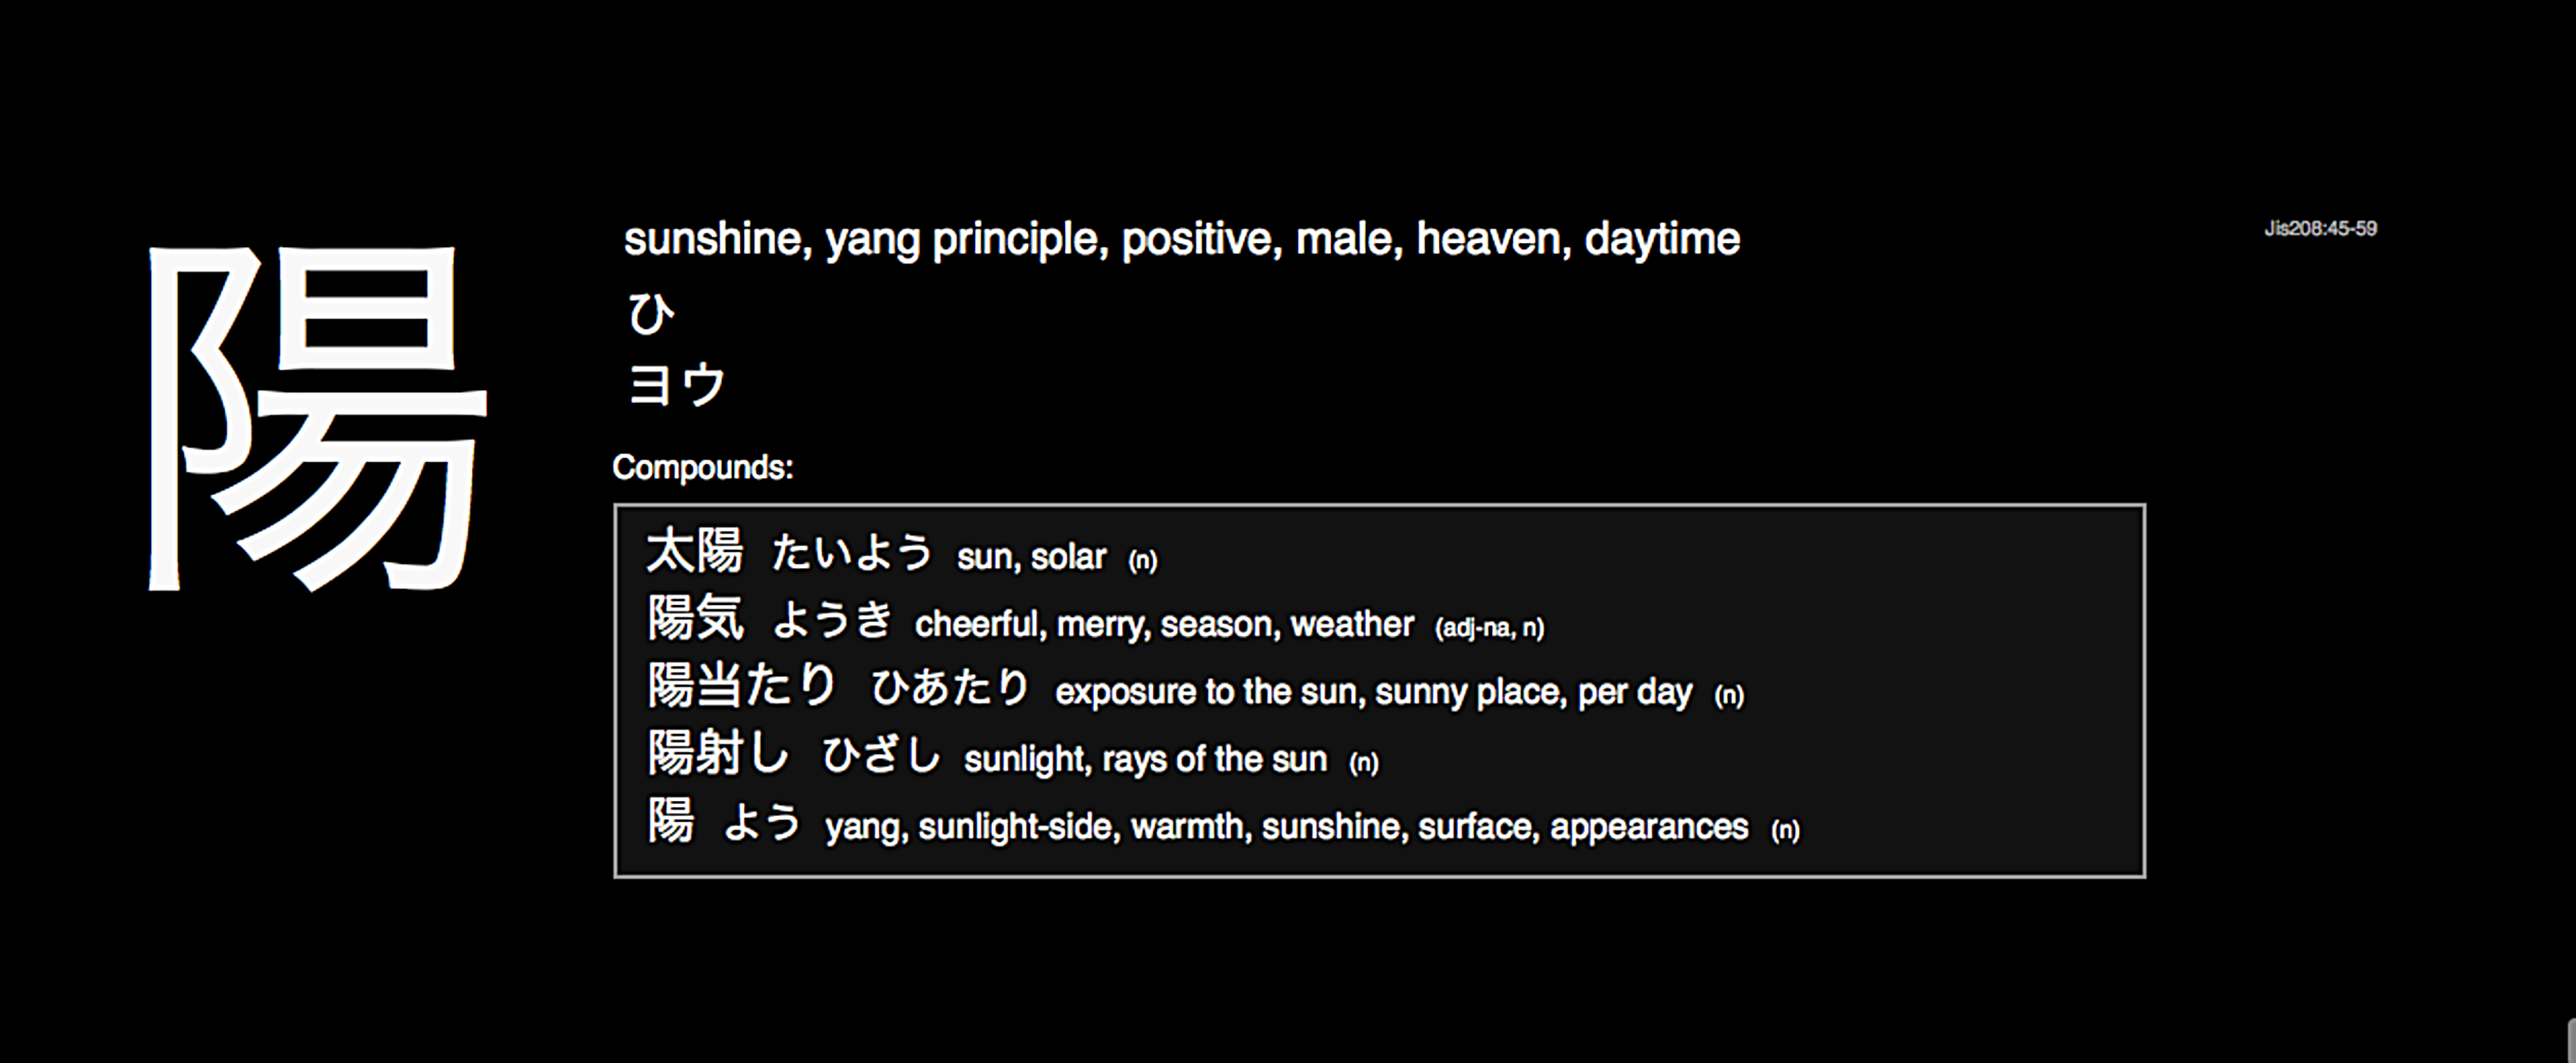 陽
sunshine, yang principle, positive, male, heaven, daytime
Jis208:45-59
ひ
ヨウ
Compounds:
太陽 たいよう sun, solar (n)
陽気 ようき cheerful, merry, season, weather (adj-na, n)
陽当たり ひあたり exposure to the sun, sunny place, per day (n)
陽射し ひざし sunlight, rays of the sun (n)
陽 よう yang, sunlight-side, warmth, sunshine, surface, appearances (n)